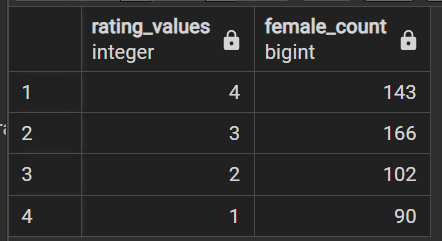 rating_values female_count
integer bigint
1 4 143
2 3 166
3 2 102
4 1 90